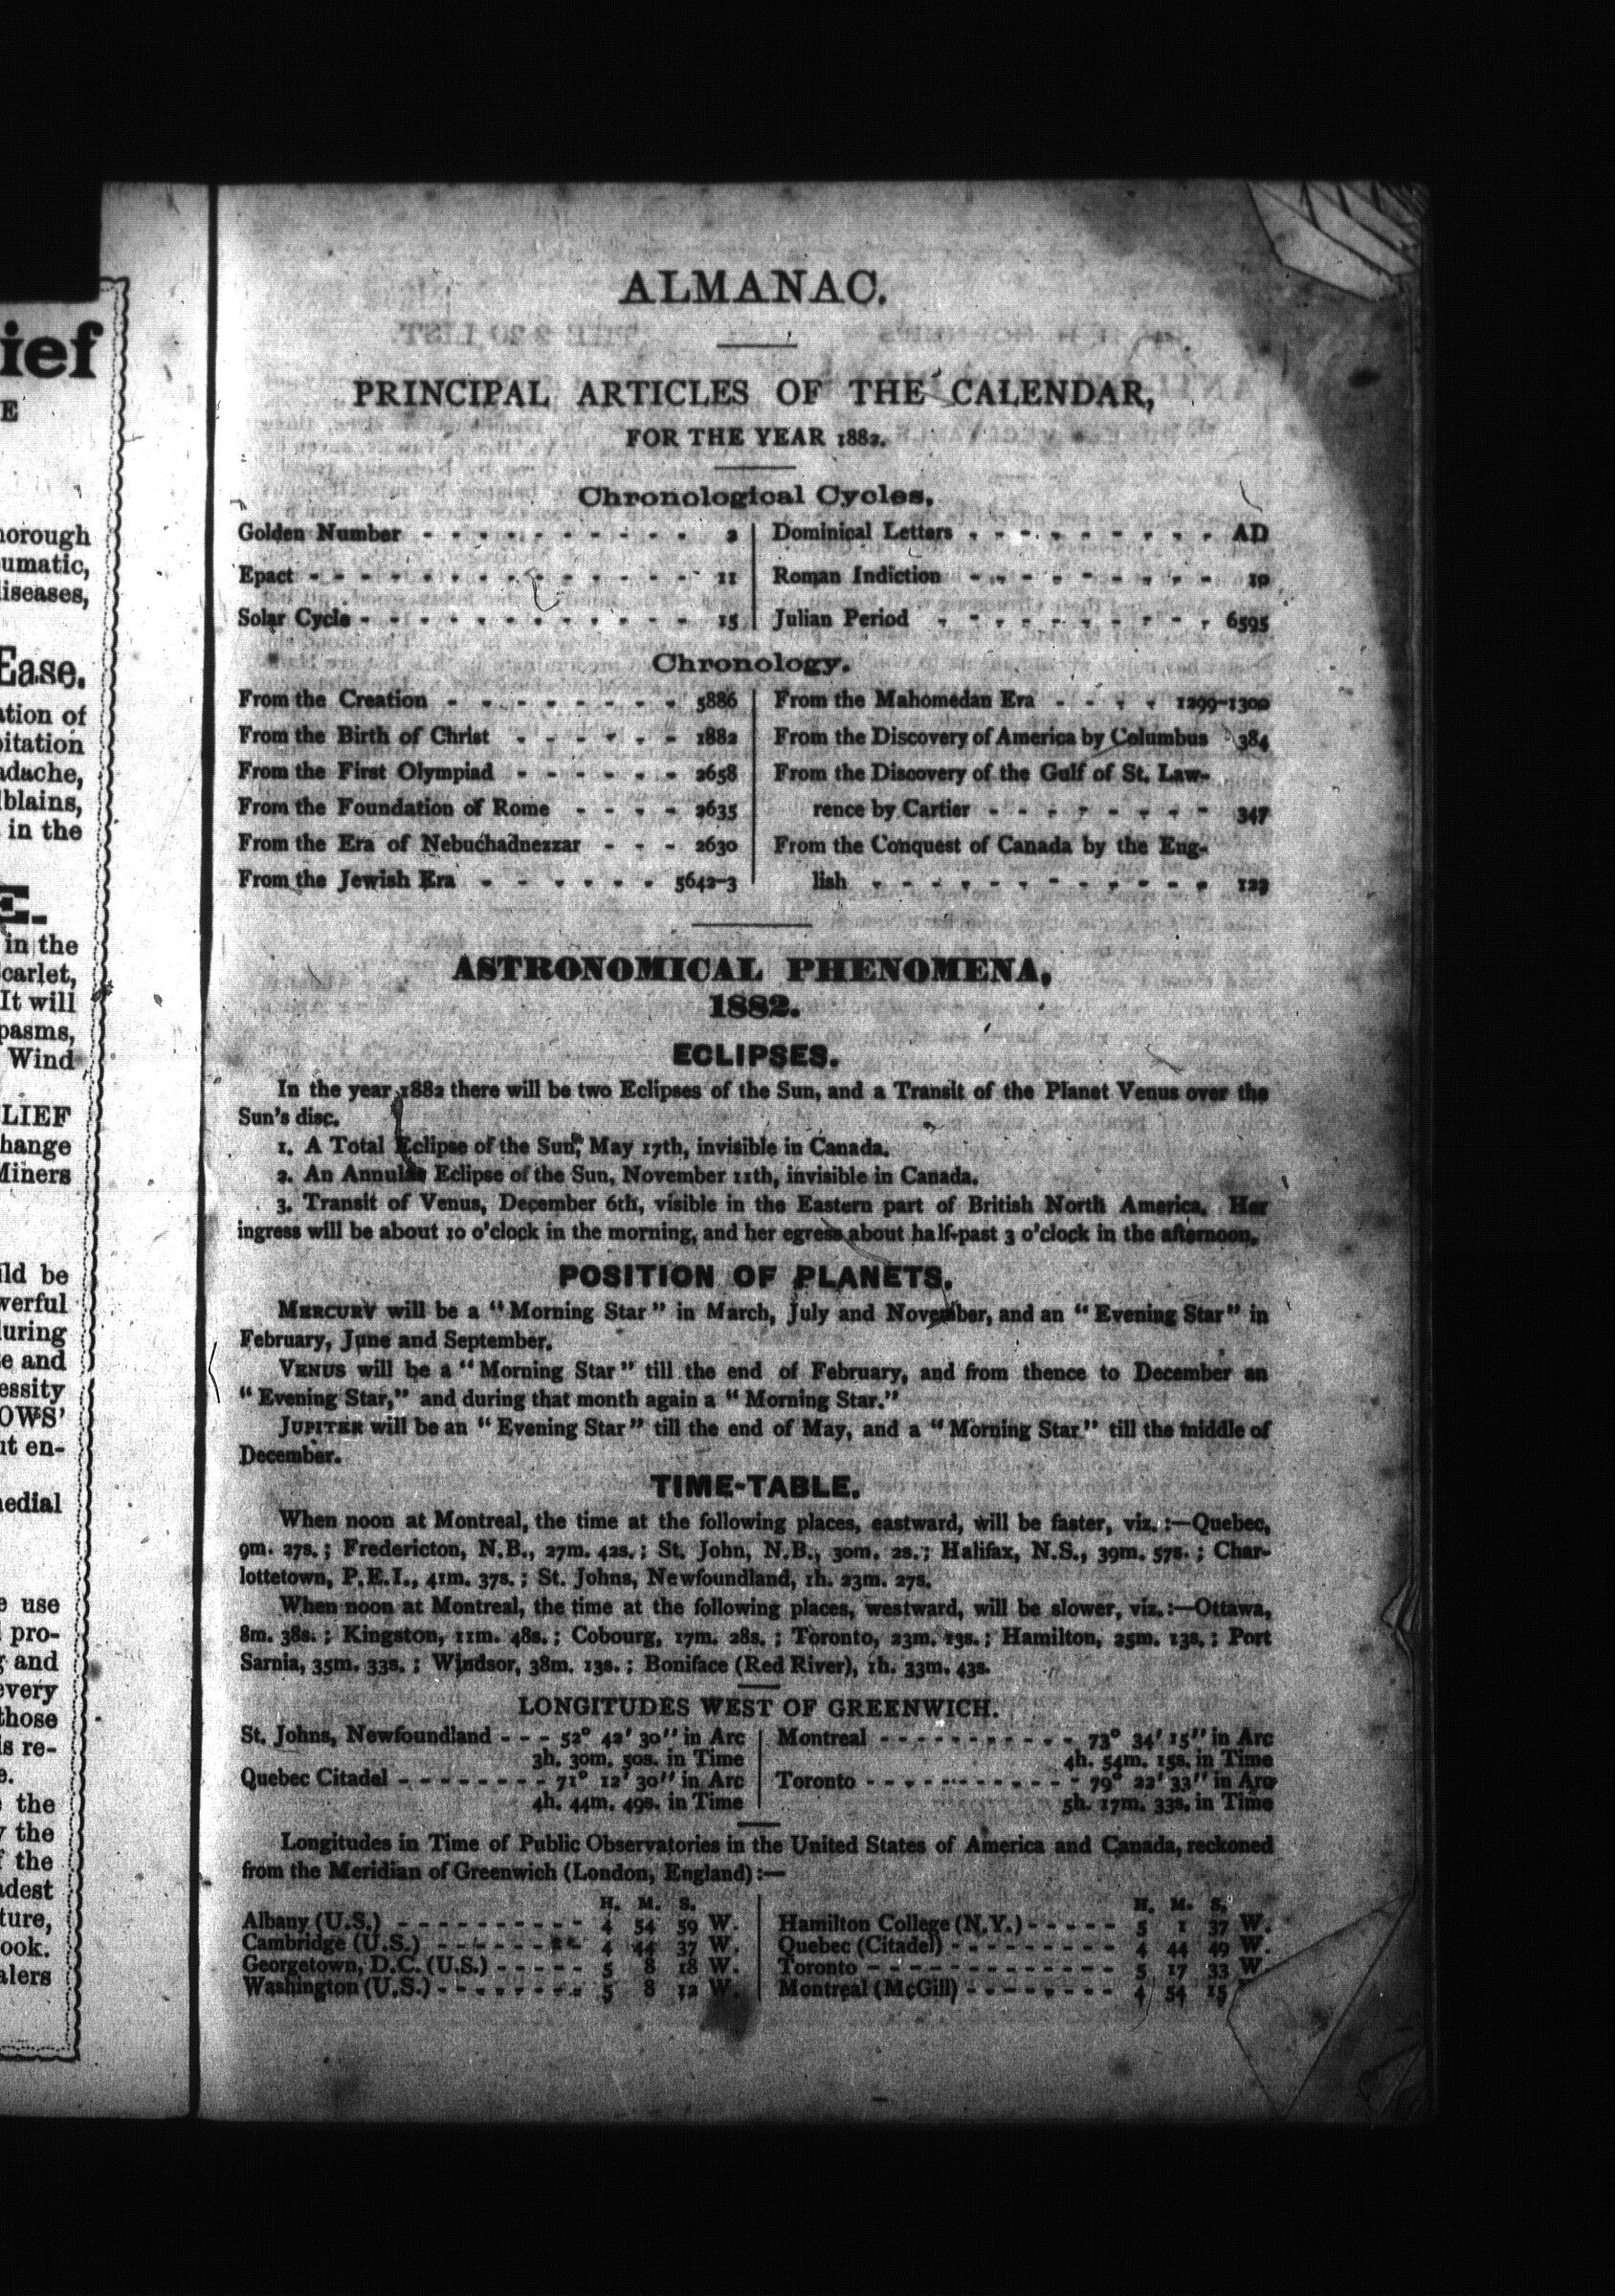 ief
E
horough
umatic,
liseases,
Ease.
ation of
pitation
adache,
lblains,
in the
E.
in the
carlet,
It will
pasms,
Wind
LIEF
hange
Miners
ild be
verful
luring
e and
essity
OWS'
ut en-
nedial
e use
pro-
g and
every
those
is re-
e.
the
y the
f the
adest
ture,
ook.
alers
ALMANAC.
PRINCIPAL ARTICLES OF THE CALENDAR,
FOR THE YEAR 1882.
Chronological Cycles.
Golden Number - - - - - - - - - - 2
Epact - - - - - - - - - - - - - - 11
Solar Cycle - - - - - - - - - - - - 15
Dominical Letters - - - - - - - - - AD
Roman Indiction - - - - - - - - - 10
Julian Period - - - - - - - - - - 6595
Chronology.
From the Creation - - - - - - - - 5886
From the Birth of Christ - - - - - - 1882
From the First Olympiad - - - - - - 2658
From the Foundation of Rome - - - - 2635
From the Era of Nebuchadnezzar - - - 2630
From the Jewish Era - - - - - - 5642-3
From the Mahomedan Era - - - - 1299-1300
From the Discovery of America by Columbus - 384
From the Discovery of the Gulf of St. Law-
rence by Cartier - - - - - - - - 347
From the Conquest of Canada by the Eng-
lish - - - - - - - - - - - - 123
ASTRONOMICAL PHENOMENA,
1882.
ECLIPSES.
In the year 1882 there will be two Eclipses of the Sun, and a Transit of the Planet Venus over the
Sun's disc.
1. A Total Eclipse of the Sun, May 17th, invisible in Canada.
2. An Annular Eclipse of the Sun, November 11th, invisible in Canada.
3. Transit of Venus, December 6th, visible in the Eastern part of British North America. Her
ingress will be about 10 o'clock in the morning, and her egress about half-past 3 o'clock in the afternoon.
POSITION OF PLANETS.
MERCURY will be a "Morning Star" in March, July and November, and an "Evening Star" in
February, June and September.
VENUS will be a "Morning Star" till the end of February, and from thence to December an
"Evening Star," and during that month again a "Morning Star."
JUPITER will be an "Evening Star" till the end of May, and a "Morning Star" till the middle of
December.
TIME-TABLE.
When noon at Montreal, the time at the following places, eastward, will be faster, viz.:—Quebec,
9m. 27s.; Fredericton, N.B., 27m. 42s.; St. John, N.B., 30m. 2s.; Halifax, N.S., 39m. 57s.; Char-
lottetown, P.E.I., 41m. 37s.; St. Johns, Newfoundland, 1h. 23m. 27s.
When noon at Montreal, the time at the following places, westward, will be slower, viz.:—Ottawa,
8m. 38s.; Kingston, 11m. 48s.; Cobourg, 17m. 28s.; Toronto, 23m. 13s.; Hamilton, 25m. 13s.; Port
Sarnia, 35m. 33s.; Windsor, 38m. 13s.; Boniface (Red River), 1h. 33m. 43s.
LONGITUDES WEST OF GREENWICH.
St. Johns, Newfoundland - - - 52° 42' 30" in Arc
3h. 30m. 50s. in Time
Quebec Citadel - - - - - - - - 71° 12' 30" in Arc
4h. 44m. 49s. in Time
Montreal - - - - - - - - - - 73° 34' 15" in Arc
4h. 54m. 15s. in Time
Toronto - - - - - - - - - - - 79° 22' 33" in Arc
5h. 17m. 33s. in Time
Longitudes in Time of Public Observatories in the United States of America and Canada, reckoned
from the Meridian of Greenwich (London, England):—
H. M. S.
Albany (U.S.) - - - - - - - - - - 4 54 59 W.
Cambridge (U.S.) - - - - - - - - 4 44 37 W.
Georgetown, D.C. (U.S.) - - - - - 5 8 18 W.
Washington (U.S.) - - - - - - - - 5 8 12 W.
H. M. S.
Hamilton College (N.Y.) - - - - - 5 1 37 W.
Quebec (Citadel) - - - - - - - - - 4 44 49 W.
Toronto - - - - - - - - - - - - - 5 17 33 W.
Montreal (McGill) - - - - - - - - 4 54 15